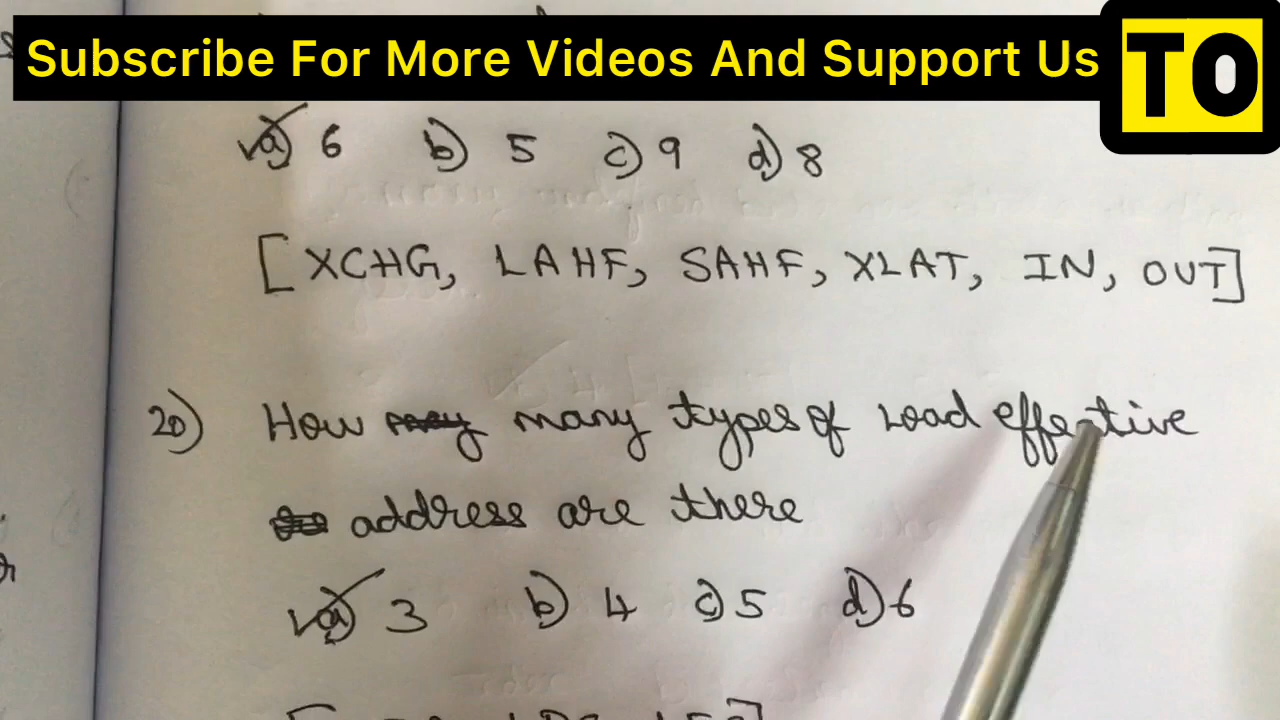 Subscribe For More Videos And Support Us
TO
a) 6 b) 5 c) 9 d) 8
[XCHG, LAHF, SAHF, XLAT, IN, OUT]
20) How many types of Load effective
address are there
a) 3 b) 4 c) 5 d) 6